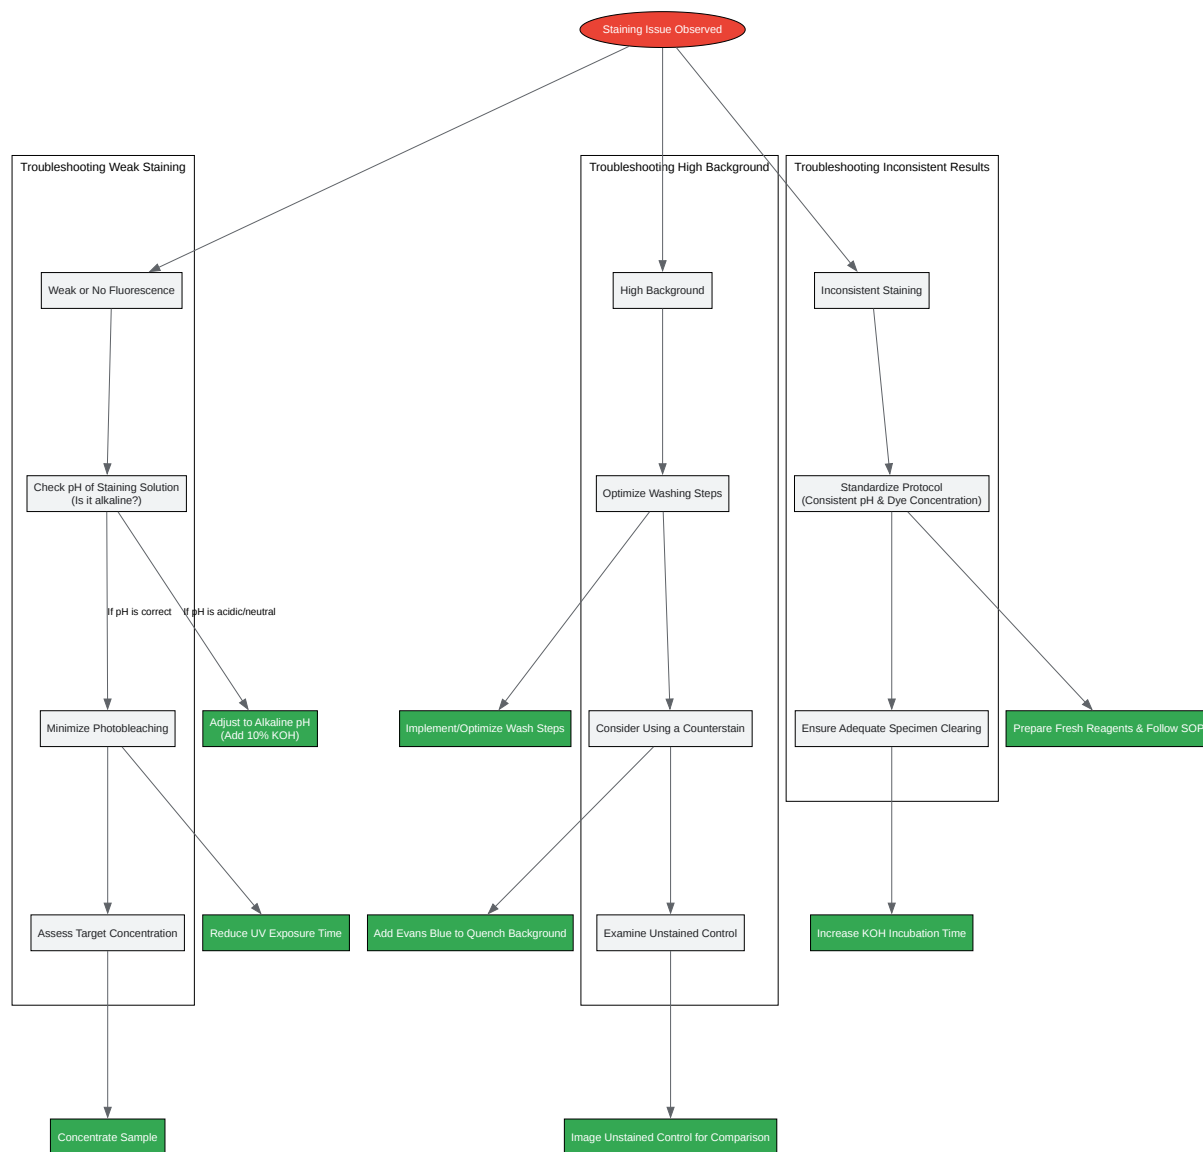 Staining Issue Observed
Troubleshooting Weak Staining
Troubleshooting High Background
Troubleshooting Inconsistent Results
Weak or No Fluorescence
High Background
Inconsistent Staining
Check pH of Staining Solution
(Is it alkaline?)
Optimize Washing Steps
Standardize Protocol
(Consistent pH & Dye Concentration)
If pH is correct
If pH is acidic/neutral
Minimize Photobleaching
Adjust to Alkaline pH
(Add 10% KOH)
Implement/Optimize Wash Steps
Consider Using a Counterstain
Ensure Adequate Specimen Clearing
Prepare Fresh Reagents & Follow SOP
Assess Target Concentration
Reduce UV Exposure Time
Add Evans Blue to Quench Background
Examine Unstained Control
Increase KOH Incubation Time
Concentrate Sample
Image Unstained Control for Comparison